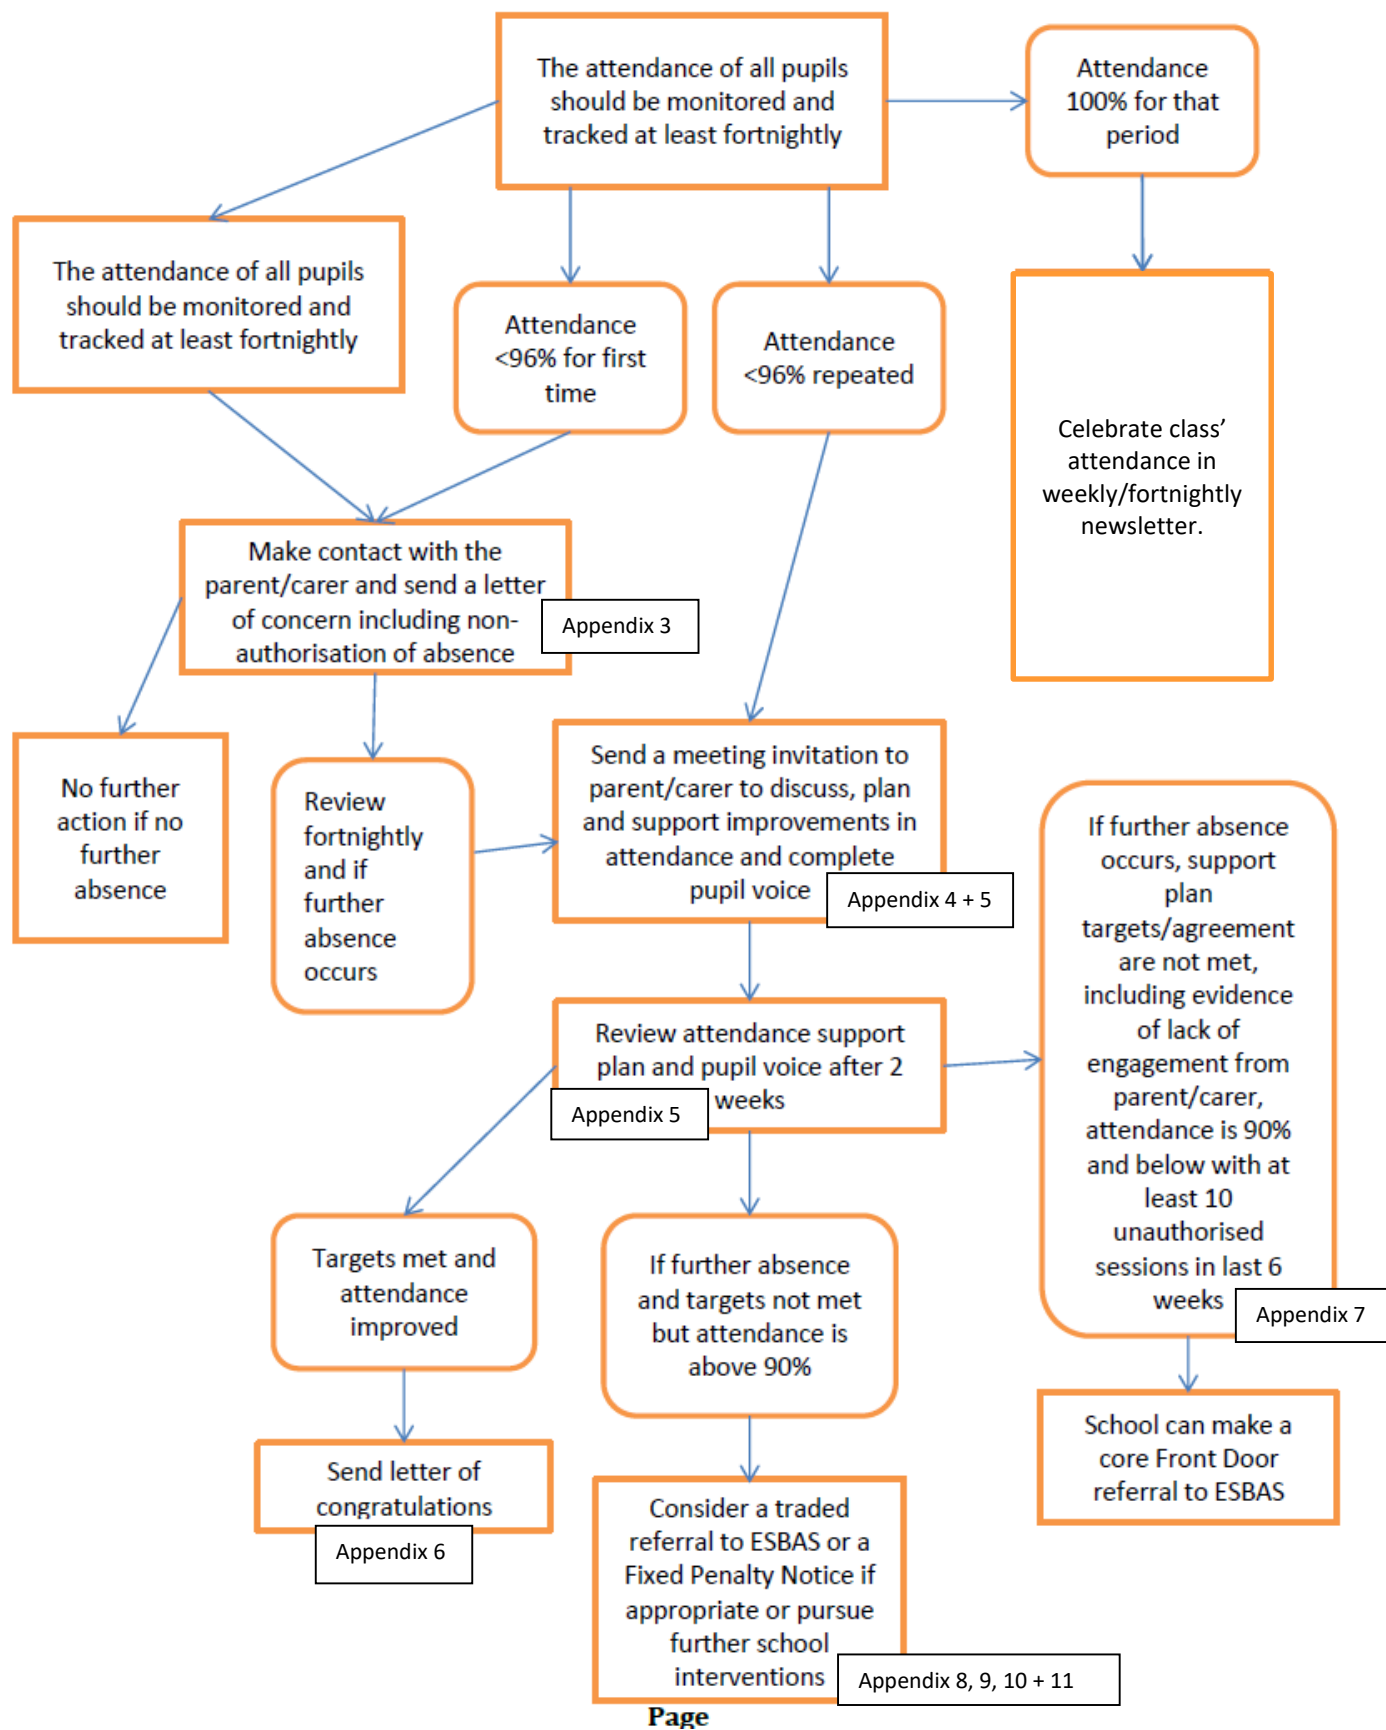 The attendance of all pupils
should be monitored and
tracked at least fortnightly
Attendance
100% for that
period
The attendance of all pupils
should be monitored and
tracked at least fortnightly
Attendance
<96% for first
time
Attendance
<96% repeated
Celebrate class’
attendance in
weekly/fortnightly
newsletter.
Make contact with the
parent/carer and send a letter
of concern including non-
authorisation of absence
Appendix 3
No further
action if no
further
absence
Review
fortnightly
and if
further
absence
occurs
Send a meeting invitation to
parent/carer to discuss, plan
and support improvements in
attendance and complete
pupil voice
Appendix 4 + 5
If further absence
occurs, support
plan
targets/agreement
are not met,
including evidence
of lack of
engagement from
parent/carer,
attendance is 90%
and below with at
least 10
unauthorised
sessions in last 6
weeks
Appendix 7
Review attendance support
plan and pupil voice after 2
weeks
Appendix 5
Targets met and
attendance
improved
If further absence
and targets not met
but attendance is
above 90%
School can make a
core Front Door
referral to ESBAS
Send letter of
congratulations
Appendix 6
Consider a traded
referral to ESBAS or a
Fixed Penalty Notice if
appropriate or pursue
further school
interventions
Appendix 8, 9, 10 + 11
Page